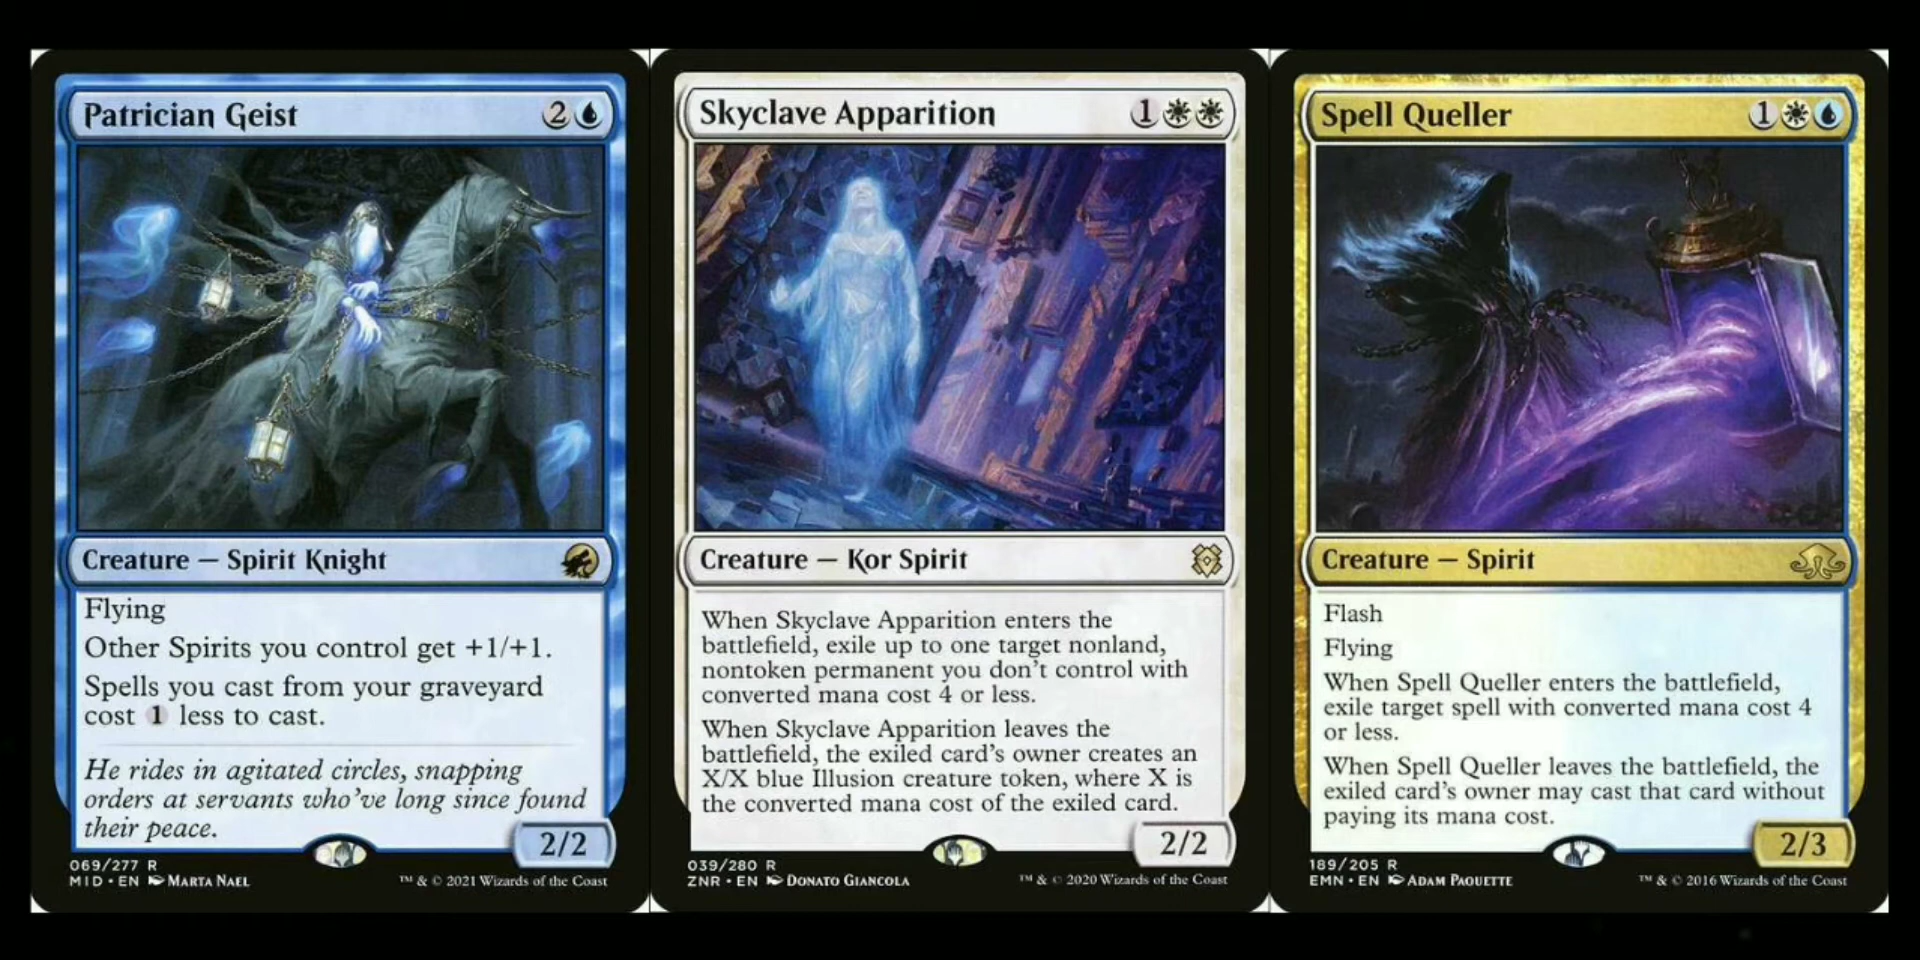 Patrician Geist 2
Creature — Spirit Knight
Flying
Other Spirits you control get +1/+1.
Spells you cast from your graveyard
cost 1 less to cast.
He rides in agitated circles, snapping
orders at servants who've long since found
their peace.
2/2
069/277 R
MID • EN MARTA NAEL
™ & © 2021 Wizards of the Coast
Skyclave Apparition 1
Creature — Kor Spirit
When Skyclave Apparition enters the
battlefield, exile up to one target nonland,
nontoken permanent you don't control with
converted mana cost 4 or less.
When Skyclave Apparition leaves the
battlefield, the exiled card's owner creates an
X/X blue Illusion creature token, where X is
the converted mana cost of the exiled card.
2/2
039/280 R
ZNR • EN DONATO GIANCOLA
™ & © 2020 Wizards of the Coast
Spell Queller 1
Creature — Spirit
Flash
Flying
When Spell Queller enters the battlefield,
exile target spell with converted mana cost 4
or less.
When Spell Queller leaves the battlefield, the
exiled card's owner may cast that card without
paying its mana cost.
2/3
189/205 R
EMN • EN ADAM PAQUETTE
™ & © 2016 Wizards of the Coast